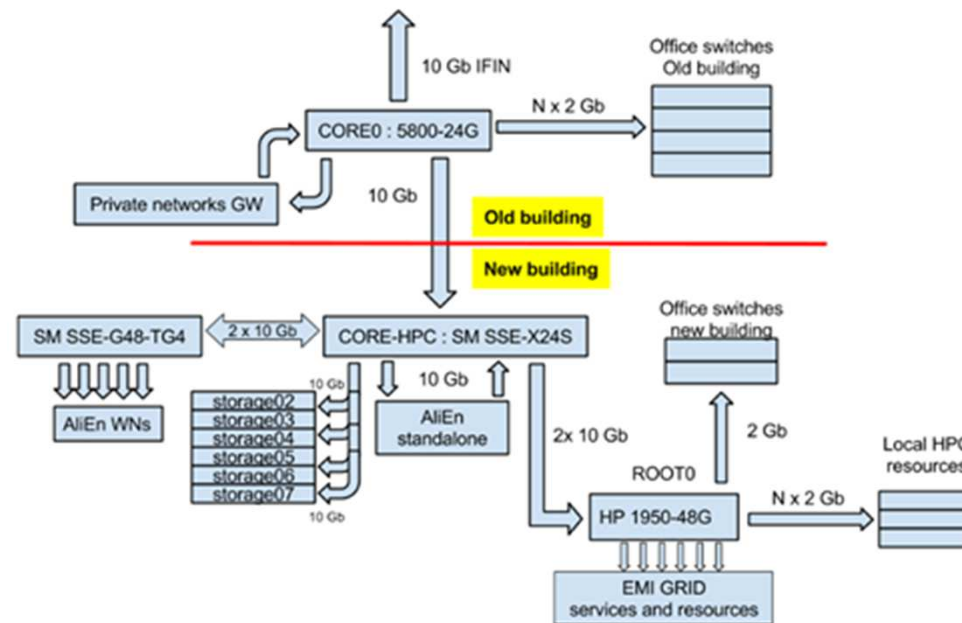 10 Gb IFIN
Office switches
Old building
N x 2 Gb
CORE0 : 5800-24G
Private networks GW
10 Gb
Old building
New building
Office switches
new building
SM SSE-G48-TG4
2 x 10 Gb
CORE-HPC : SM SSE-X24S
10 Gb
10 Gb
AliEn WNs
storage02
storage03
storage04
storage05
storage06
storage07
10 Gb
AliEn
standalone
2x 10 Gb
2 Gb
Local HPC
resources
ROOT0
HP 1950-48G
N x 2 Gb
EMI GRID
services and resources